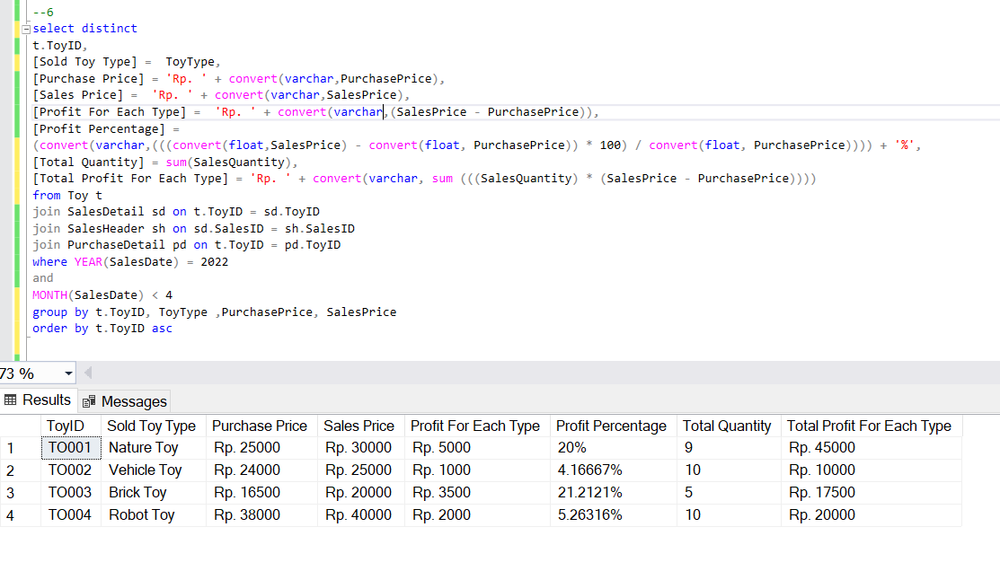 --6
select distinct
t.ToyID,
[Sold Toy Type] =  ToyType,
[Purchase Price] = 'Rp. ' + convert(varchar,PurchasePrice),
[Sales Price] =  'Rp. ' + convert(varchar,SalesPrice),
[Profit For Each Type] =  'Rp. ' + convert(varchar,(SalesPrice - PurchasePrice)),
[Profit Percentage] =
(convert(varchar,(((convert(float,SalesPrice) - convert(float, PurchasePrice)) * 100) / convert(float, PurchasePrice)))) + '%',
[Total Quantity] = sum(SalesQuantity),
[Total Profit For Each Type] = 'Rp. ' + convert(varchar, sum (((SalesQuantity) * (SalesPrice - PurchasePrice))))
from Toy t
join SalesDetail sd on t.ToyID = sd.ToyID
join SalesHeader sh on sd.SalesID = sh.SalesID
join PurchaseDetail pd on t.ToyID = pd.ToyID
where YEAR(SalesDate) = 2022
and
MONTH(SalesDate) < 4
group by t.ToyID, ToyType ,PurchasePrice, SalesPrice
order by t.ToyID asc
73 %
Results Messages
ToyID Sold Toy Type Purchase Price Sales Price Profit For Each Type Profit Percentage Total Quantity Total Profit For Each Type
1 TO001 Nature Toy Rp. 25000 Rp. 30000 Rp. 5000 20% 9 Rp. 45000
2 TO002 Vehicle Toy Rp. 24000 Rp. 25000 Rp. 1000 4.16667% 10 Rp. 10000
3 TO003 Brick Toy Rp. 16500 Rp. 20000 Rp. 3500 21.2121% 5 Rp. 17500
4 TO004 Robot Toy Rp. 38000 Rp. 40000 Rp. 2000 5.26316% 10 Rp. 20000